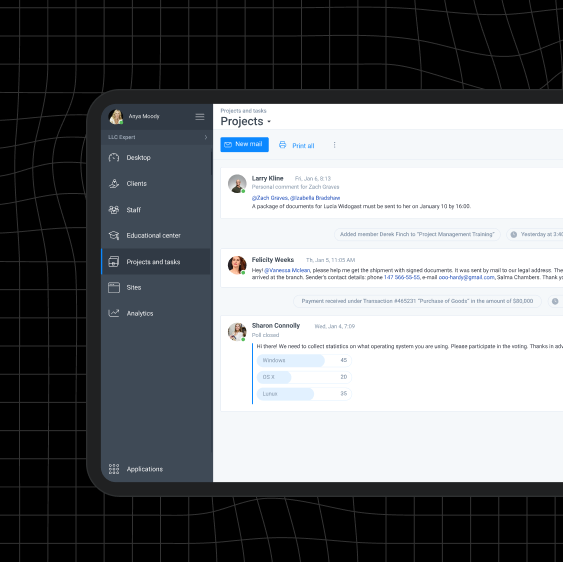 Anya Moody
LLC Expert
Desktop
Clients
Staff
Educational center
Projects and tasks
Sites
Analytics
Applications
Projects and tasks
Projects
New mail
Print all
Larry Kline Fri, Jan 6, 8:13
Personal comment for Zach Graves
@Zach Graves, @Izabella Bradshaw
A package of documents for Lucia Widogast must be sent to her on January 10 by 16:00.
Added member Derek Finch to "Project Management Training"
Yesterday at 3:40
Felicity Weeks Th, Jan 5, 11:05 AM
Hey! @Vanessa Mclean, please help me get the shipment with signed documents. It was sent by mail to our legal address. The
arrived at the branch. Sender's contact details: phone 147 566-55-55, e-mail ooo-hardy@gmail.com, Salma Chambers. Thank yo
Payment received under Transaction #465231 "Purchase of Goods" in the amount of $80,000
Sharon Connolly Wed, Jan 4, 7:09
Poll closed
Hi there! We need to collect statistics on what operating system you are using. Please participate in the voting. Thanks in adv
Windows 45
OS X 20
Lunux 35